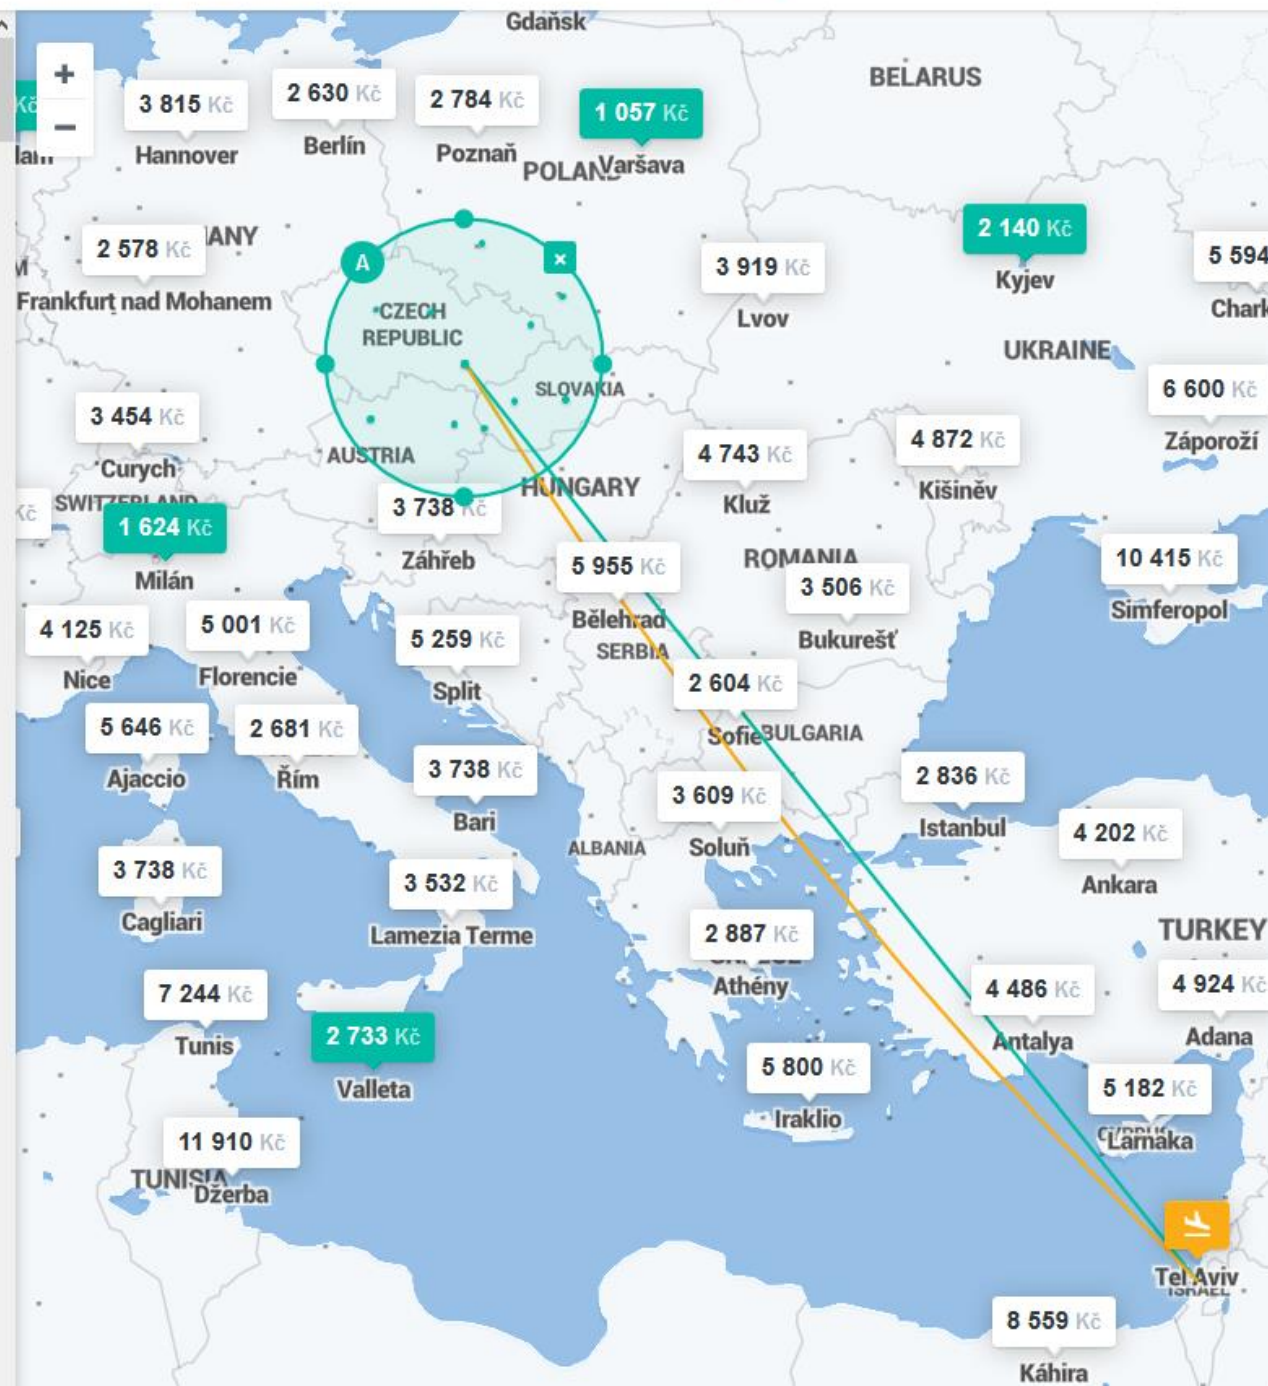 Gdaňsk
BELARUS
+
−
Kč
3 815 Kč
2 630 Kč
2 784 Kč
1 057 Kč
Hannover
Berlín
Poznaň
POLAND
Varšava
2 578 Kč
Frankfurt nad Mohanem
A
×
3 919 Kč
Lvov
2 140 Kč
Kyjev
5 594
CZECH
REPUBLIC
UKRAINE
SLOVAKIA
6 600 Kč
Záporoží
3 454 Kč
Curych
AUSTRIA
4 743 Kč
Kluž
4 872 Kč
Kišiněv
Kč
SWITZERLAND
1 624 Kč
Milán
3 738 Kč
Záhřeb
HUNGARY
5 955 Kč
Bělehrad
SERBIA
ROMANIA
3 506 Kč
Bukurešť
10 415 Kč
Simferopol
4 125 Kč
Nice
5 001 Kč
Florencie
5 259 Kč
Split
2 604 Kč
Sofie
BULGARIA
5 646 Kč
Ajaccio
2 681 Kč
Řím
3 738 Kč
Bari
3 609 Kč
Soluň
2 836 Kč
Istanbul
4 202 Kč
Ankara
ALBANIA
3 738 Kč
Cagliari
3 532 Kč
Lamezia Terme
2 887 Kč
Athény
TURKEY
7 244 Kč
Tunis
2 733 Kč
Valleta
4 486 Kč
Antalya
4 924 Kč
Adana
5 800 Kč
Iraklio
5 182 Kč
Larnaka
11 910 Kč
TUNISIA
Džerba
Tel Aviv
ISRAEL
8 559 Kč
Káhira